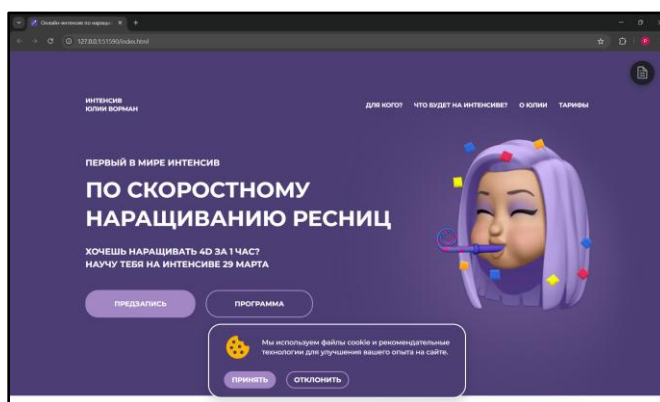 Онлайн-интенсив по наращи
127.0.0.1:51590/index.html
ИНТЕНСИВ
ЮЛИИ ВОРМАН
ДЛЯ КОГО? ЧТО БУДЕТ НА ИНТЕНСИВЕ? О ЮЛИИ ТАРИФЫ
ПЕРВЫЙ В МИРЕ ИНТЕНСИВ
ПО СКОРОСТНОМУ
НАРАЩИВАНИЮ РЕСНИЦ
ХОЧЕШЬ НАРАЩИВАТЬ 4D ЗА 1 ЧАС?
НАУЧУ ТЕБЯ НА ИНТЕНСИВЕ 29 МАРТА
ПРЕДЗАПИСЬ ПРОГРАММА
Мы используем файлы cookie и рекомендательные
технологии для улучшения вашего опыта на сайте.
ПРИНЯТЬ ОТКЛОНИТЬ